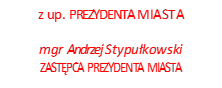 z up. PREZYDENTA MIASTA
mgr Andrzej Stypułkowski
ZASTĘPCA PREZYDENTA MIASTA